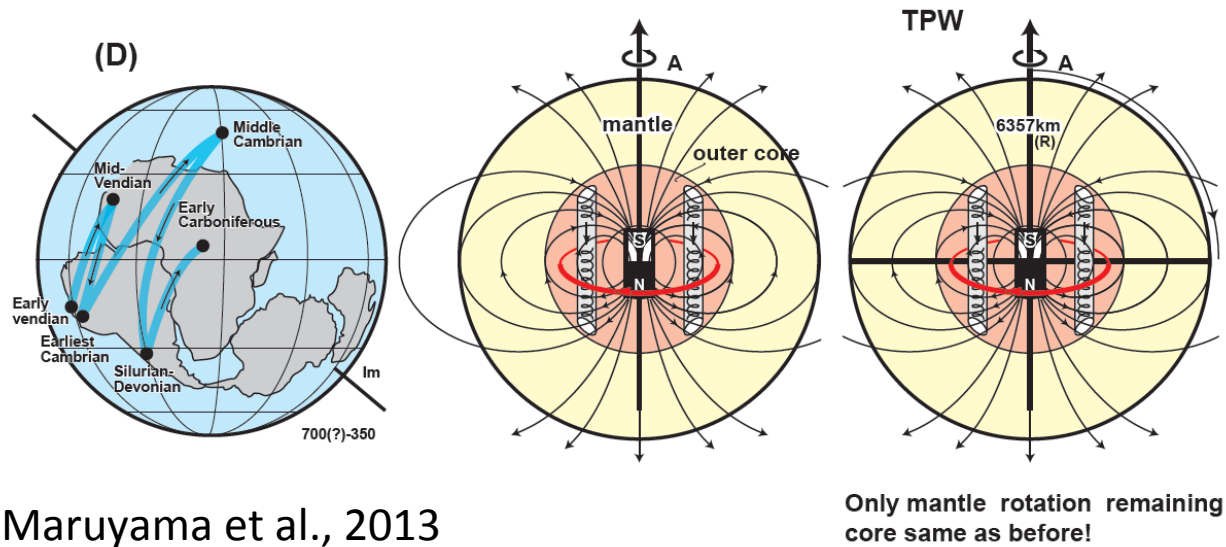 (D)
Middle
Cambrian
Mid-
Vendian
Early
Carboniferous
Early
vendian
Earliest
Cambrian
Silurian-
Devonian
Im
700(?)-350
A
mantle
outer core
S
N
TPW
A
6357km
(R)
S
N
Only mantle rotation remaining
core same as before!
Maruyama et al., 2013